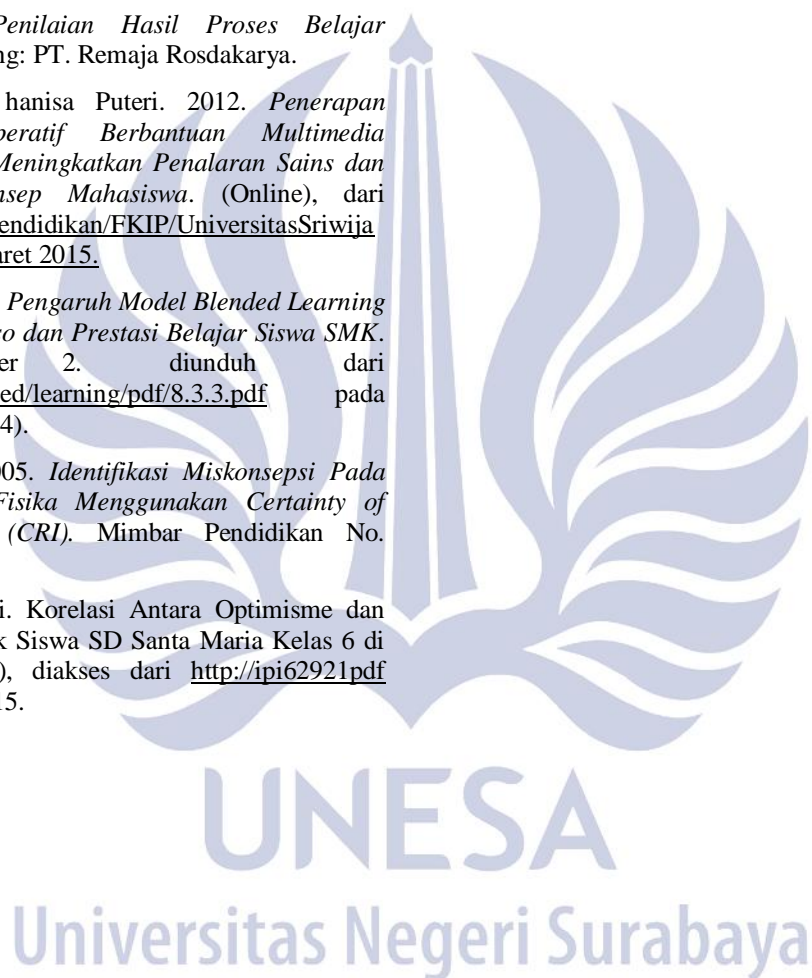 Penilaian Hasil Proses Belajar
ng: PT. Remaja Rosdakarya.
hanisa Puteri. 2012. Penerapan
peratif Berbantuan Multimedia
Meningkatkan Penalaran Sains dan
nsep Mahasiswa. (Online), dari
endidikan/FKIP/UniversitasSriwija
aret 2015.
Pengaruh Model Blended Learning
so dan Prestasi Belajar Siswa SMK.
er 2. diunduh dari
ed/learning/pdf/8.3.3.pdf pada
4).
005. Identifikasi Miskonsepsi Pada
Fisika Menggunakan Certainty of
(CRI). Mimbar Pendidikan No.
i. Korelasi Antara Optimisme dan
k Siswa SD Santa Maria Kelas 6 di
), diakses dari http://ipi62921pdf
15.
UNESA
Universitas Negeri Surabaya